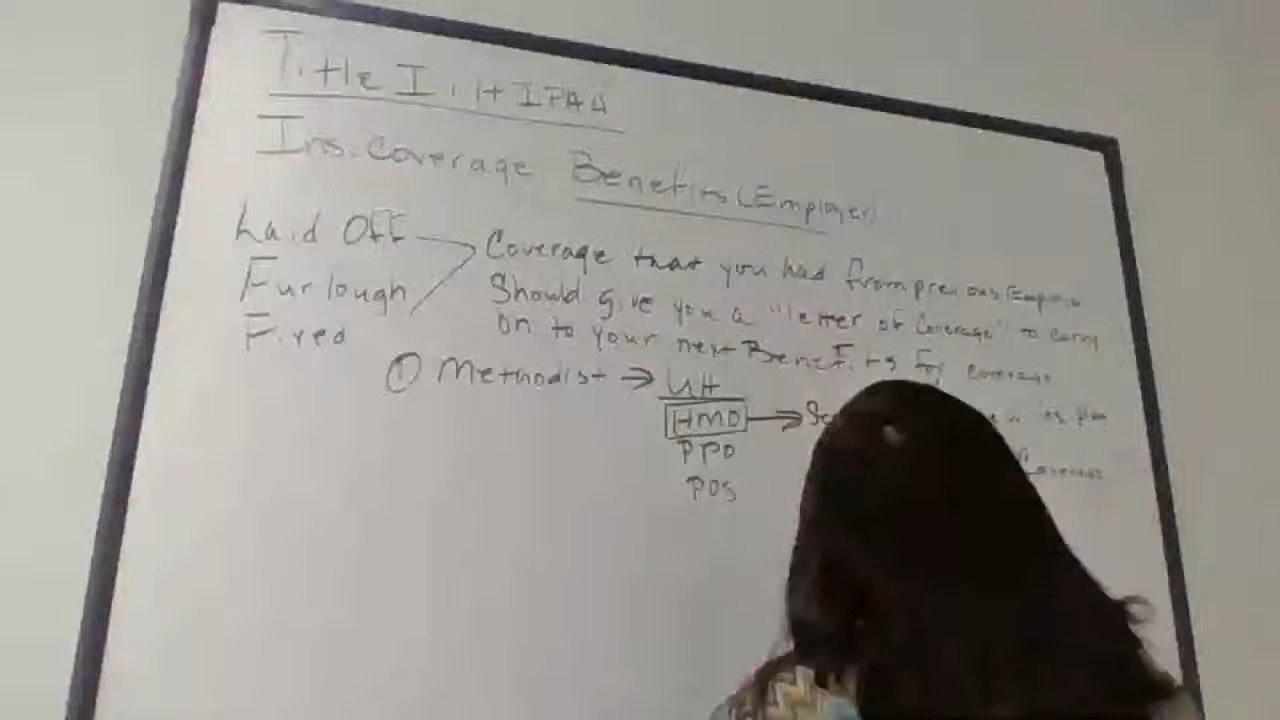 Title I: HIPAA
Ins. Coverage Benefits (Employer)
Laid Off
Furlough
Fired
Coverage that you had from previous Employer
Should give you a "letter of Coverage" to carry
on to your next Benefits for coverage
① Methodist → UH
HMO →
PPO
POS
Coverage